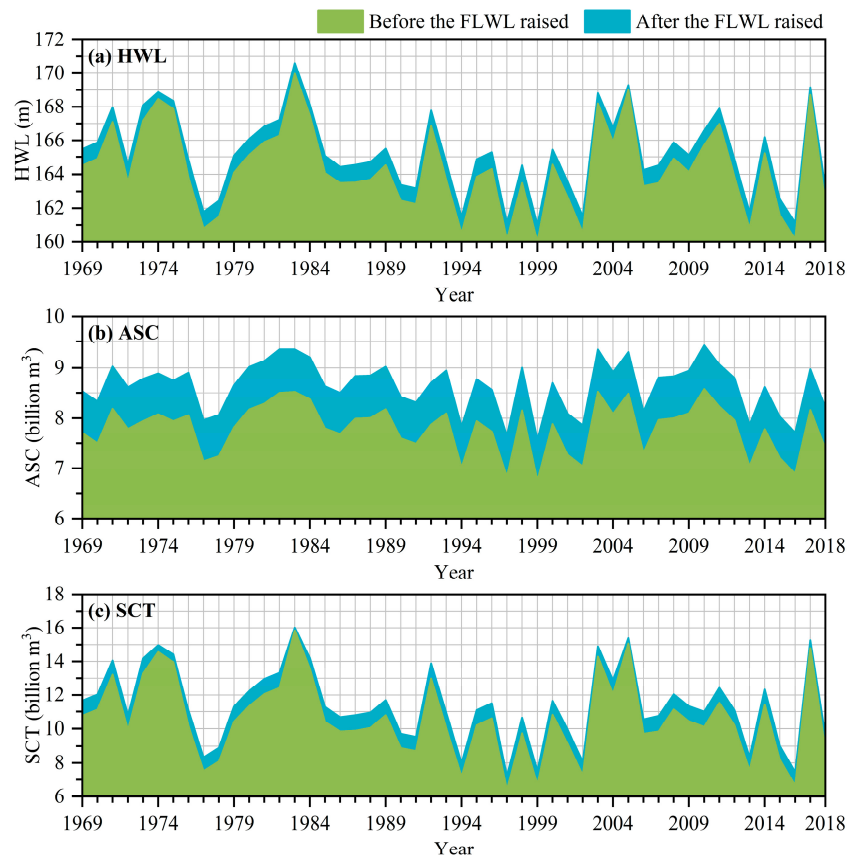 Before the FLWL raised After the FLWL raised
(a) HWL
172
170
168
166
164
162
160
HWL (m)
1969 1974 1979 1984 1989 1994 1999 2004 2009 2014 2018
Year
(b) ASC
10
9
8
7
6
ASC (billion m³)
1969 1974 1979 1984 1989 1994 1999 2004 2009 2014 2018
Year
(c) SCT
18
16
14
12
10
8
6
SCT (billion m³)
1969 1974 1979 1984 1989 1994 1999 2004 2009 2014 2018
Year